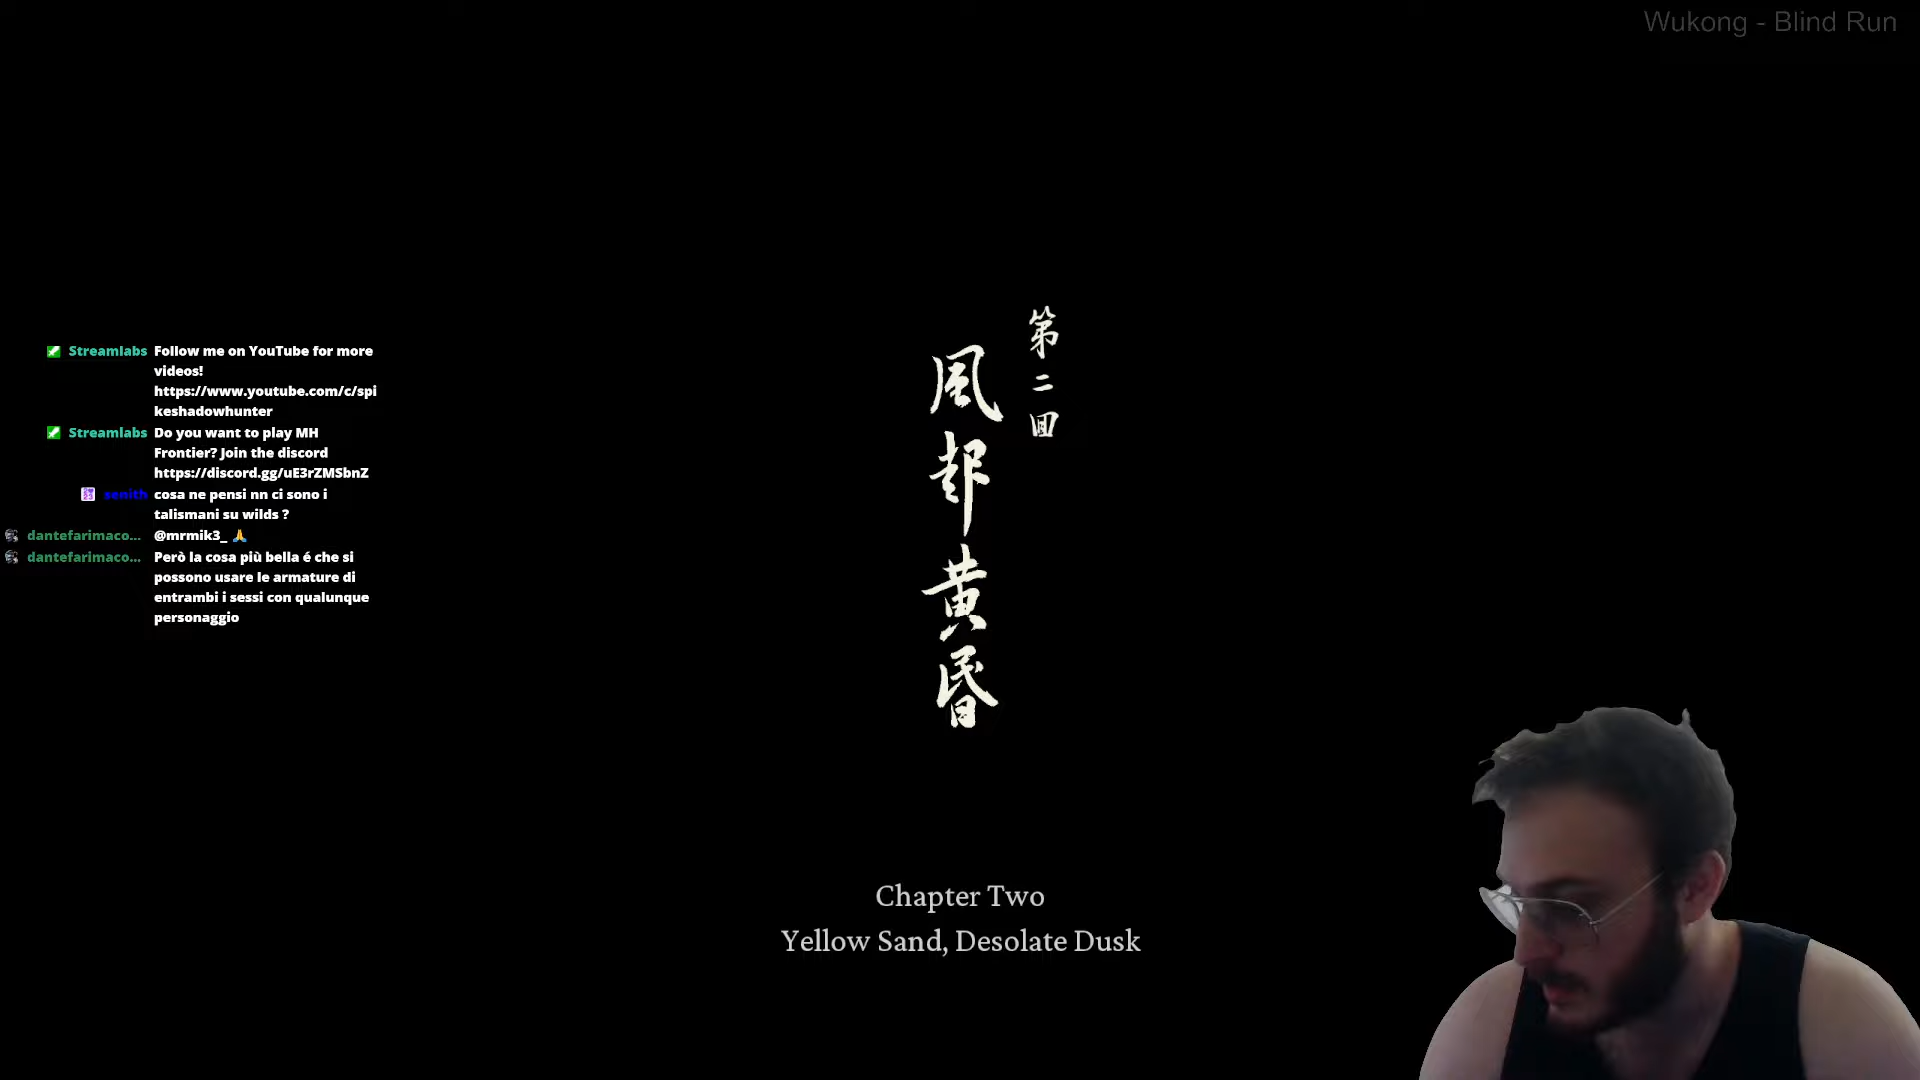 Wukong - Blind Run
Streamlabs Follow me on YouTube for more
videos!
https://www.youtube.com/c/spi
keshadowhunter
Streamlabs Do you want to play MH
Frontier? Join the discord
https://discord.gg/uE3rZMSbnZ
senith cosa ne pensi nn ci sono i
talismani su wilds ?
dantefarimaco... @mrmik3_ 🙏
dantefarimaco... Però la cosa più bella é che si
possono usare le armature di
entrambi i sessi con qualunque
personaggio
第二回
風起黄昏
Chapter Two
Yellow Sand, Desolate Dusk